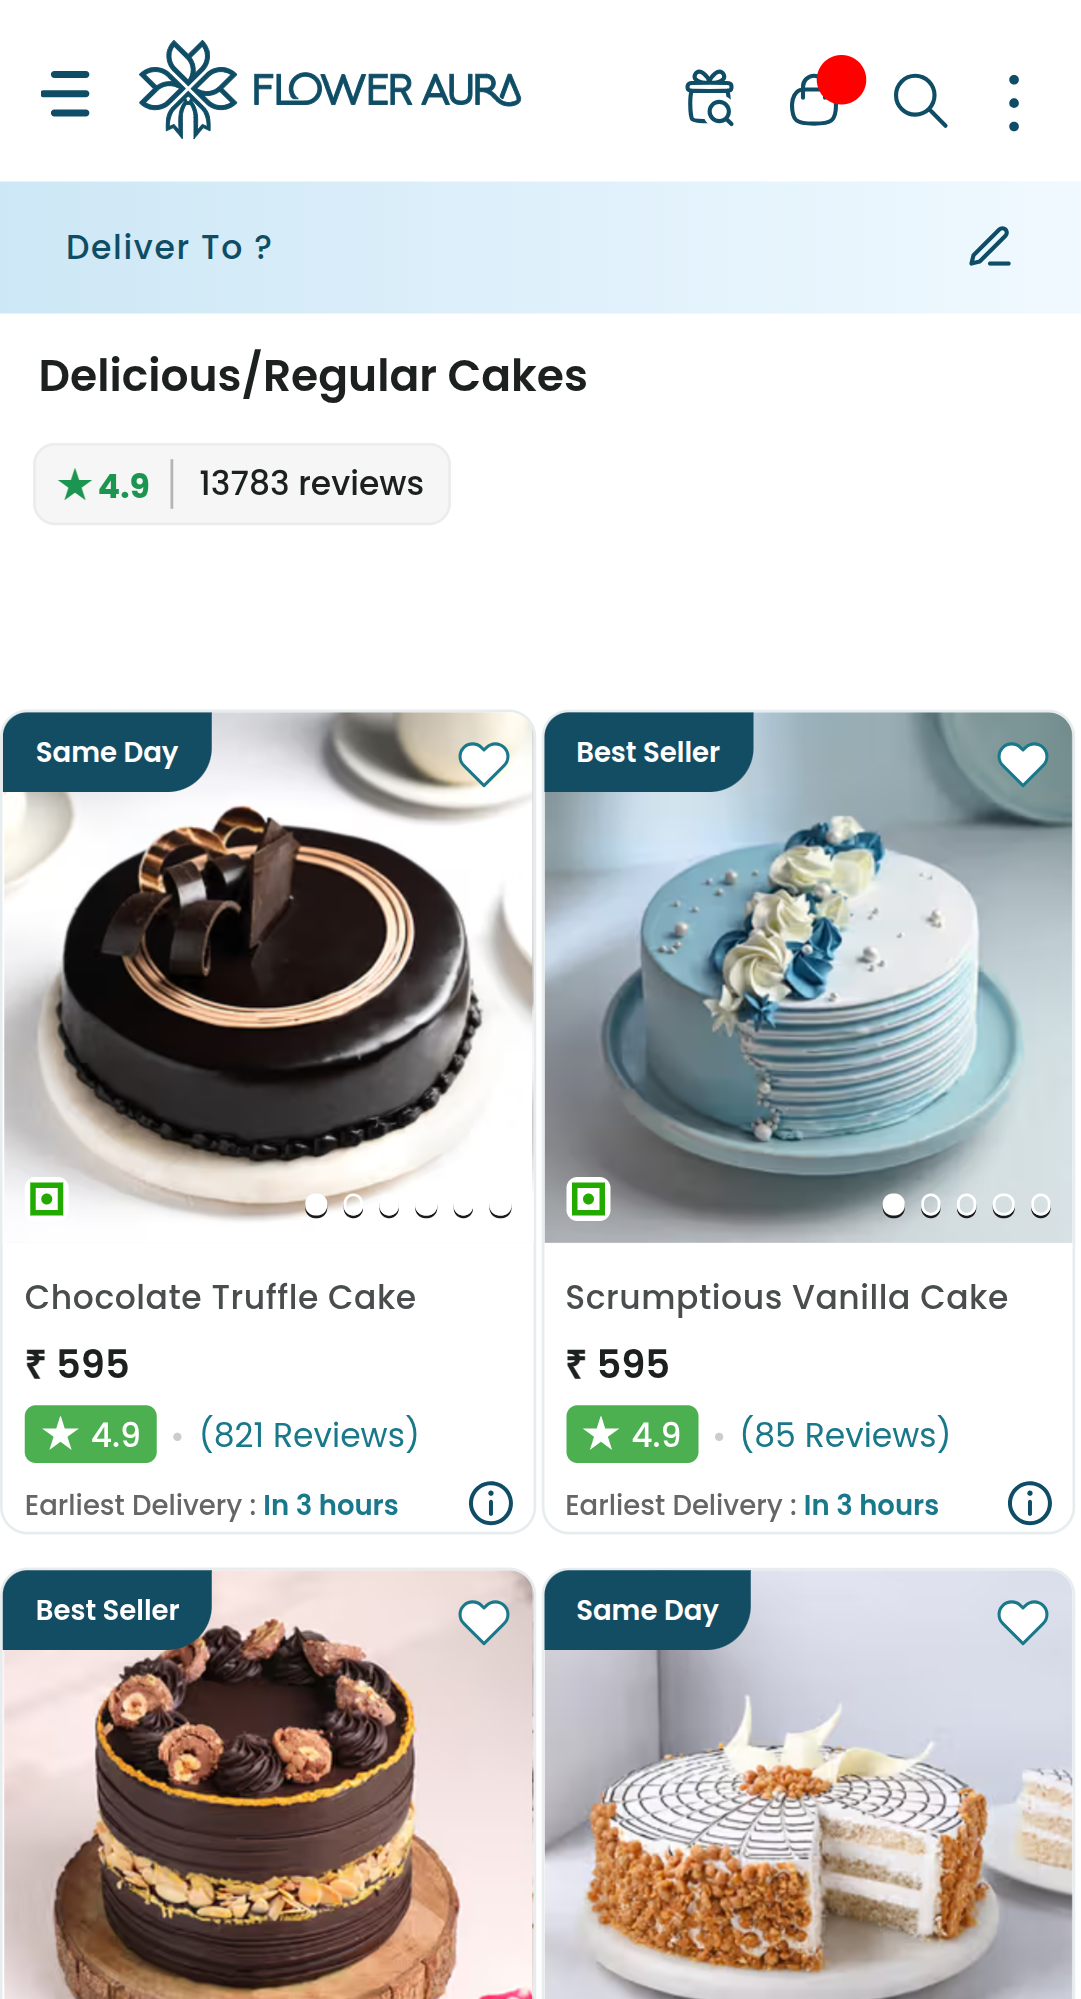 FLOWER AURA
Deliver To ?
Delicious/Regular Cakes
★ 4.9 | 13783 reviews
Same Day
Best Seller
Chocolate Truffle Cake
₹ 595
★ 4.9 • (821 Reviews)
Earliest Delivery : In 3 hours
Scrumptious Vanilla Cake
₹ 595
★ 4.9 • (85 Reviews)
Earliest Delivery : In 3 hours
Best Seller
Same Day